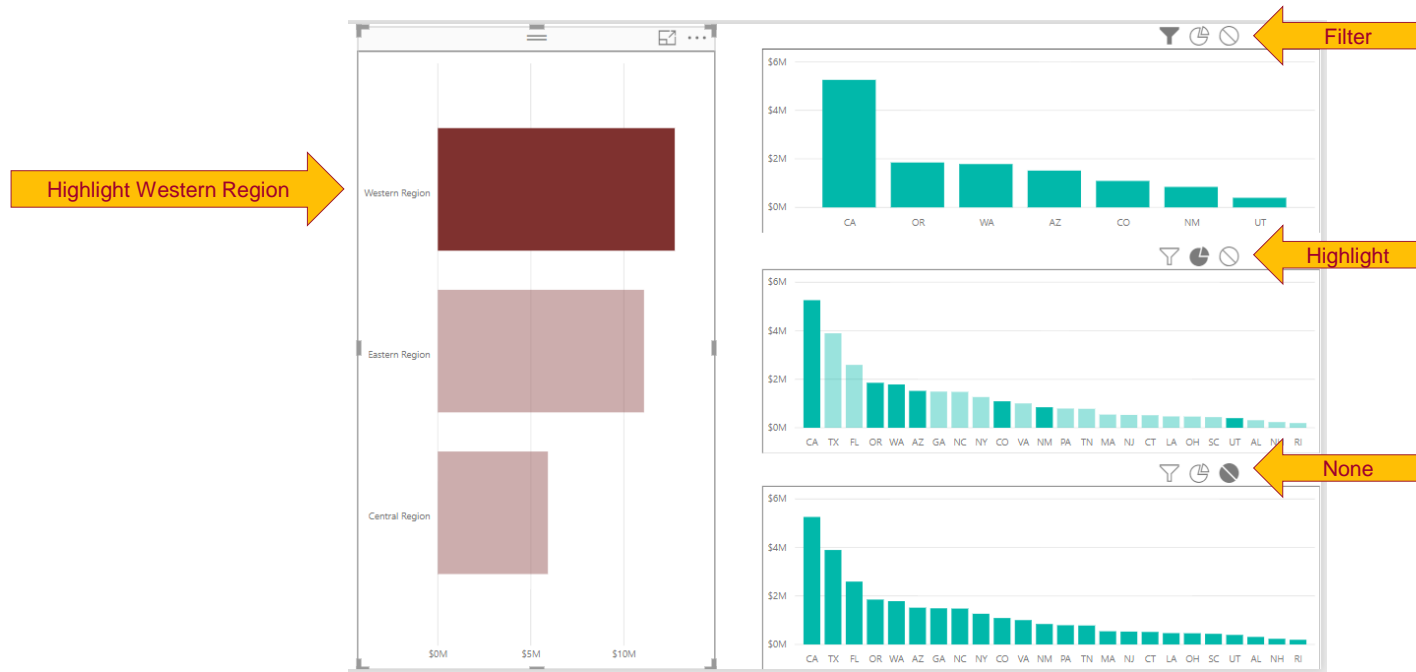 Filter
$6M
$4M
$2M
$0M
CA OR WA AZ CO NM UT
Highlight Western Region
Western Region
Eastern Region
Central Region
$0M $5M $10M
Highlight
$6M
$4M
$2M
$0M
CA TX FL OR WA AZ GA NC NY CO VA NM PA TN MA NJ CT LA OH SC UT AL NH RI
None
$6M
$4M
$2M
$0M
CA TX FL OR WA AZ GA NC NY CO VA NM PA TN MA NJ CT LA OH SC UT AL NH RI